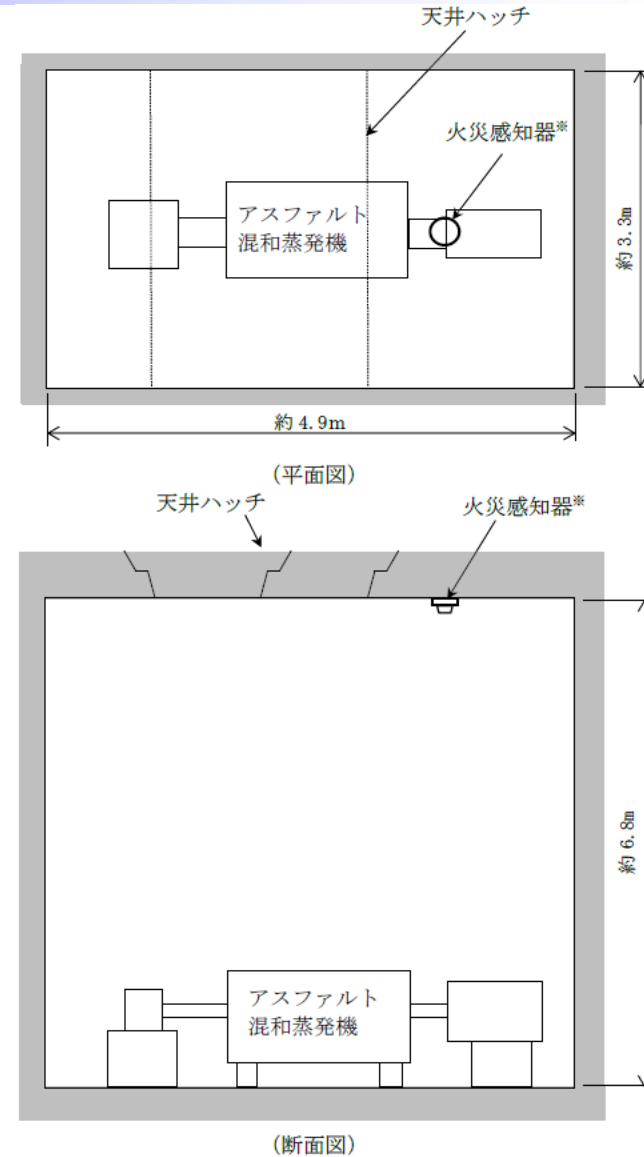 天井ハッチ
火災感知器※
アスファルト
混和蒸発機
約3.3m
約4.9m
(平面図)
天井ハッチ
火災感知器※
約6.8m
アスファルト
混和蒸発機
(断面図)